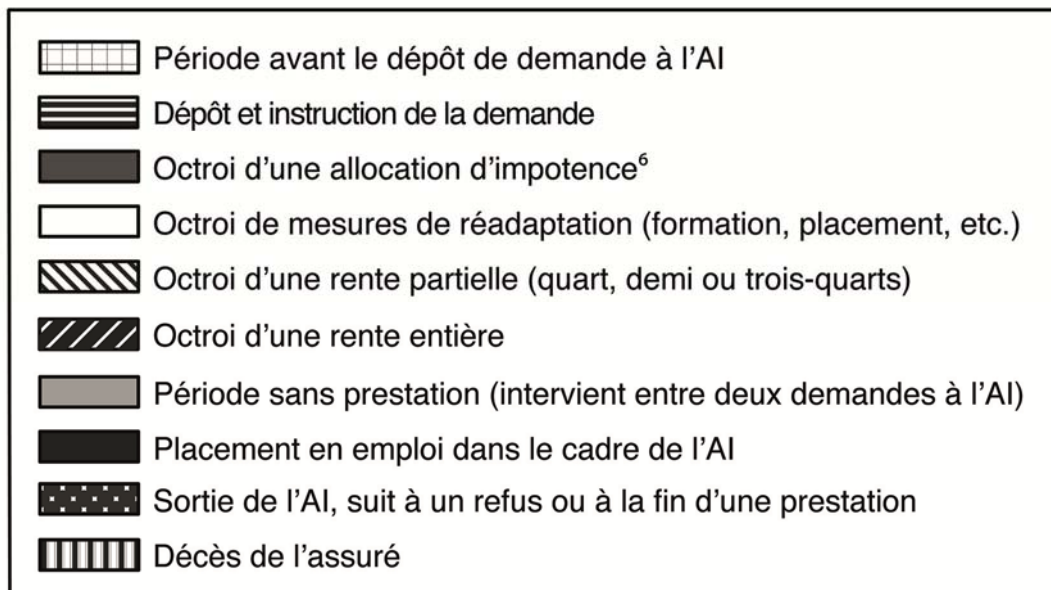 Période avant le dépôt de demande à l’AI
Dépôt et instruction de la demande
Octroi d’une allocation d’impotence⁶
Octroi de mesures de réadaptation (formation, placement, etc.)
Octroi d’une rente partielle (quart, demi ou trois-quarts)
Octroi d’une rente entière
Période sans prestation (intervient entre deux demandes à l’AI)
Placement en emploi dans le cadre de l’AI
Sortie de l’AI, suit à un refus ou à la fin d’une prestation
Décès de l’assuré